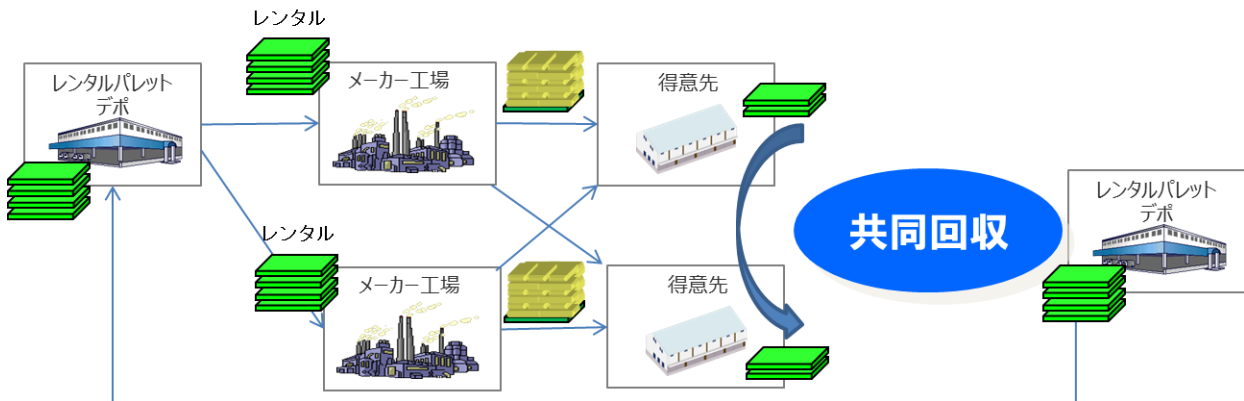 レンタル
レンタルパレット
デポ
メーカー工場
得意先
レンタル
メーカー工場
得意先
共同回収
レンタルパレット
デポ